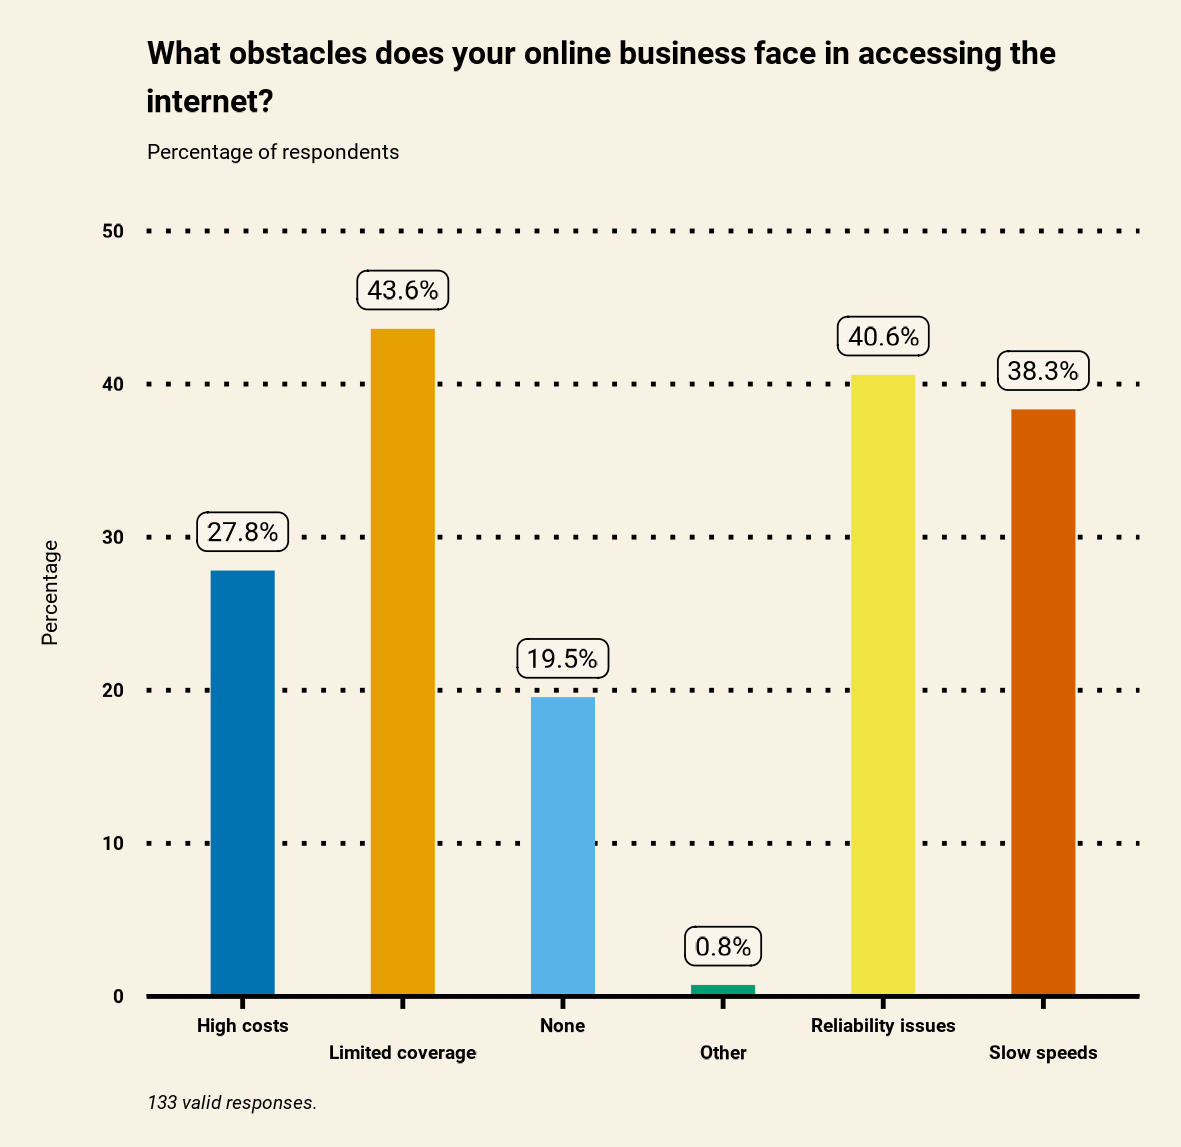 What obstacles does your online business face in accessing the
internet?
Percentage of respondents
50
43.6%
40.6%
38.3%
40
27.8%
30
Percentage
19.5%
20
10
0.8%
0
High costs
None
Reliability issues
Limited coverage
Other
Slow speeds
133 valid responses.